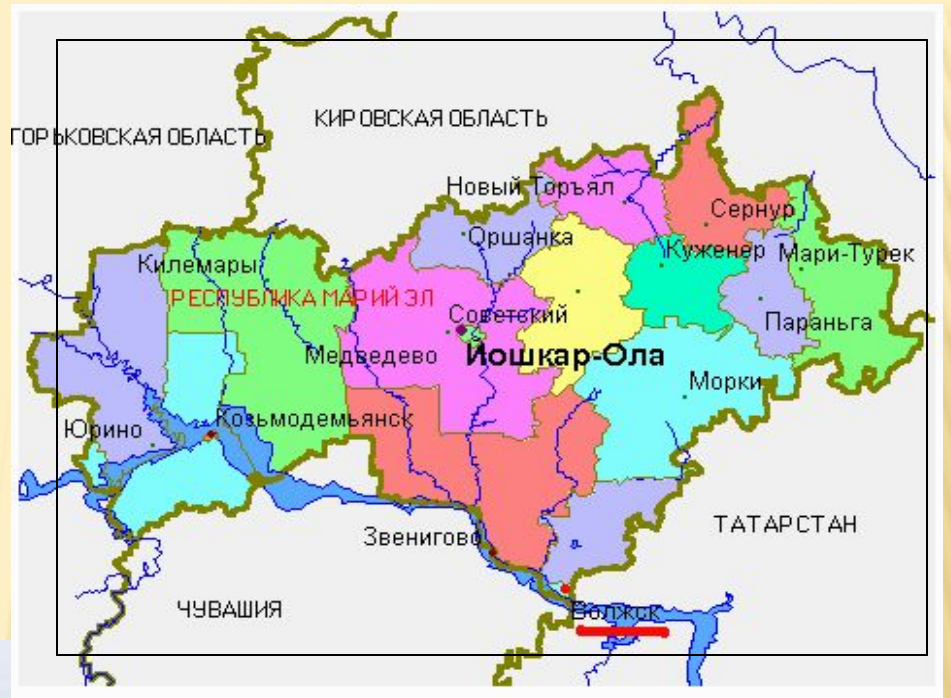 КИРОВСКАЯ ОБЛАСТЬ
ГОРЬКОВСКАЯ ОБЛАСТЬ
Новый Торъял
Сернур
Оршанка
Куженер
Мари-Турек
Килемары
РЕСПУБЛИКА МАРИЙ ЭЛ
Советский
Параньга
Медведево
Йошкар-Ола
Морки
Козьмодемьянск
Юрино
ТАТАРСТАН
Звенигово
ЧУВАШИЯ
Волжск